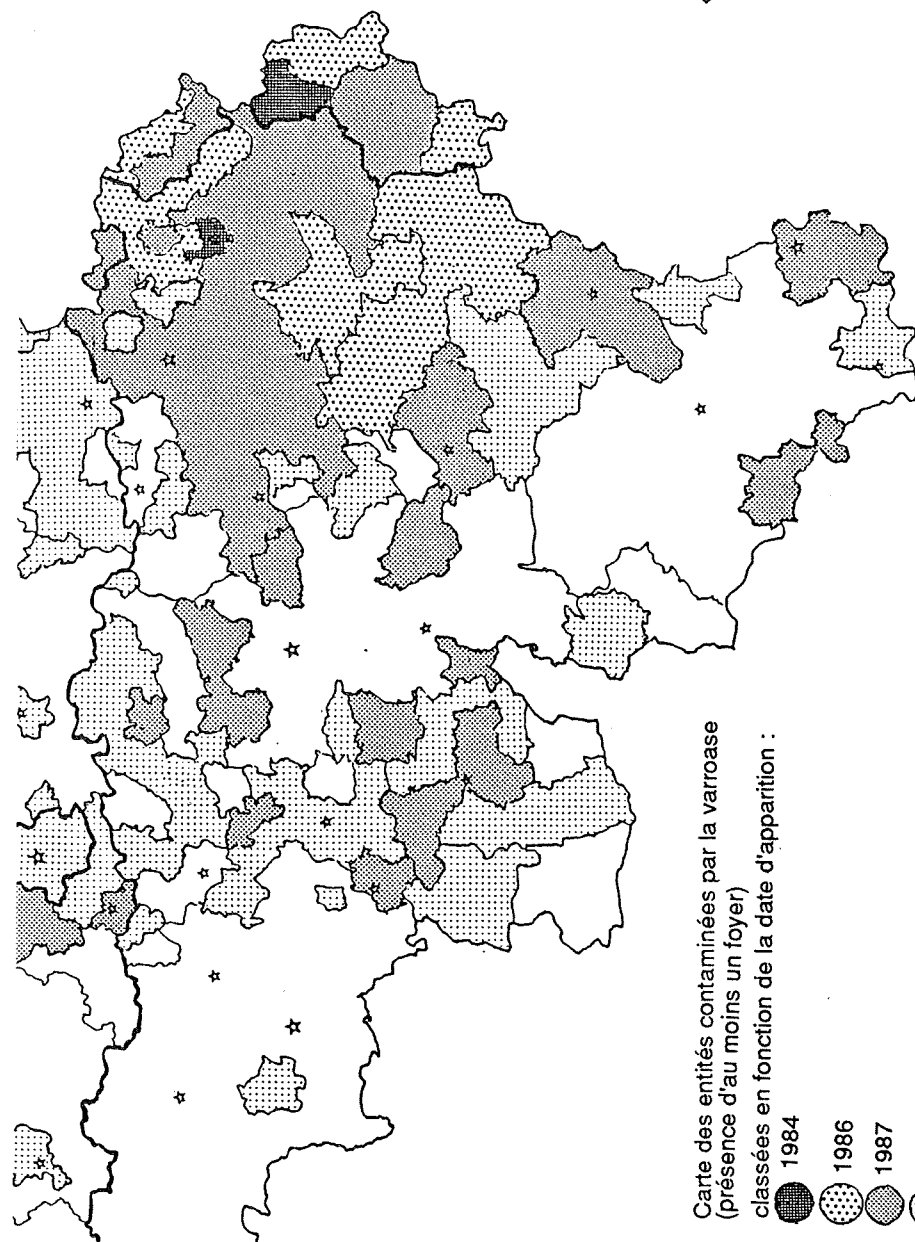 Carte des entités contaminées par la varroase
(présence d'au moins un foyer)
classées en fonction de la date d'apparition :
1984
1986
1987